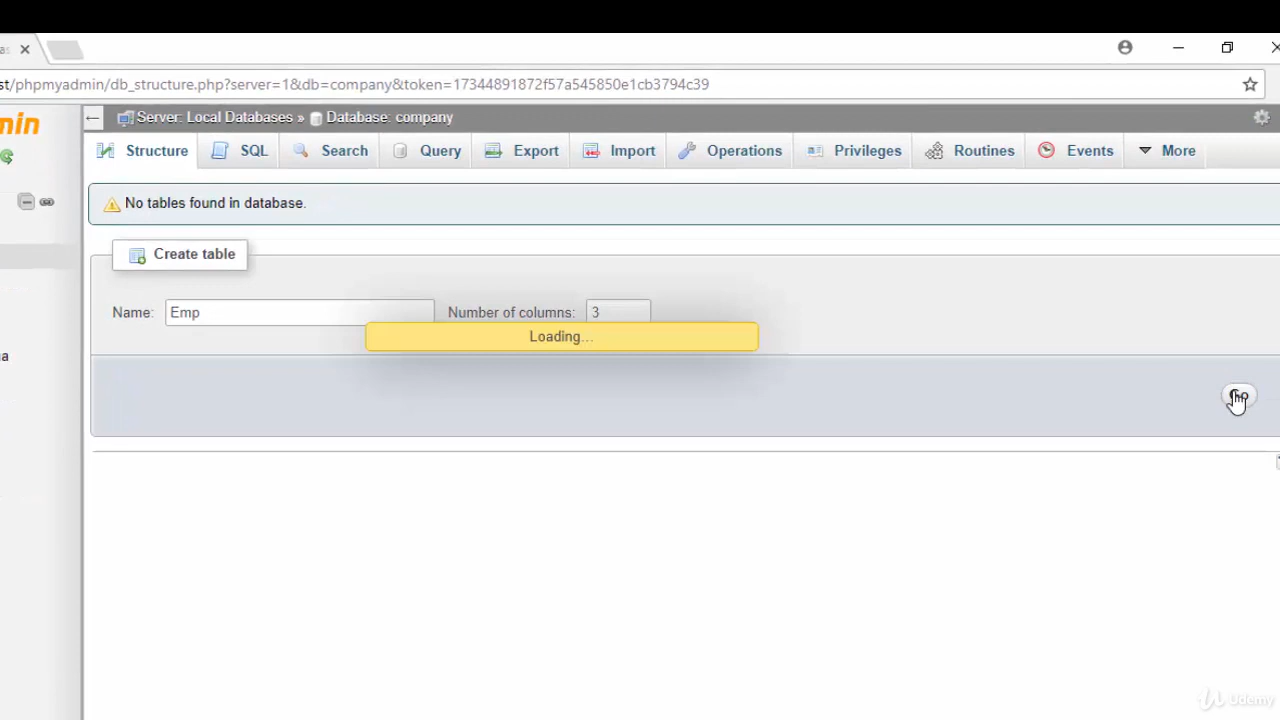 as
st/phpmyadmin/db_structure.php?server=1&db=company&token=17344891872f57a545850e1cb3794c39
min
Server: Local Databases » Database: company
Structure SQL Search Query Export Import Operations Privileges Routines Events More
No tables found in database.
Create table
Name: Emp Number of columns: 3
Loading...
a
Udemy